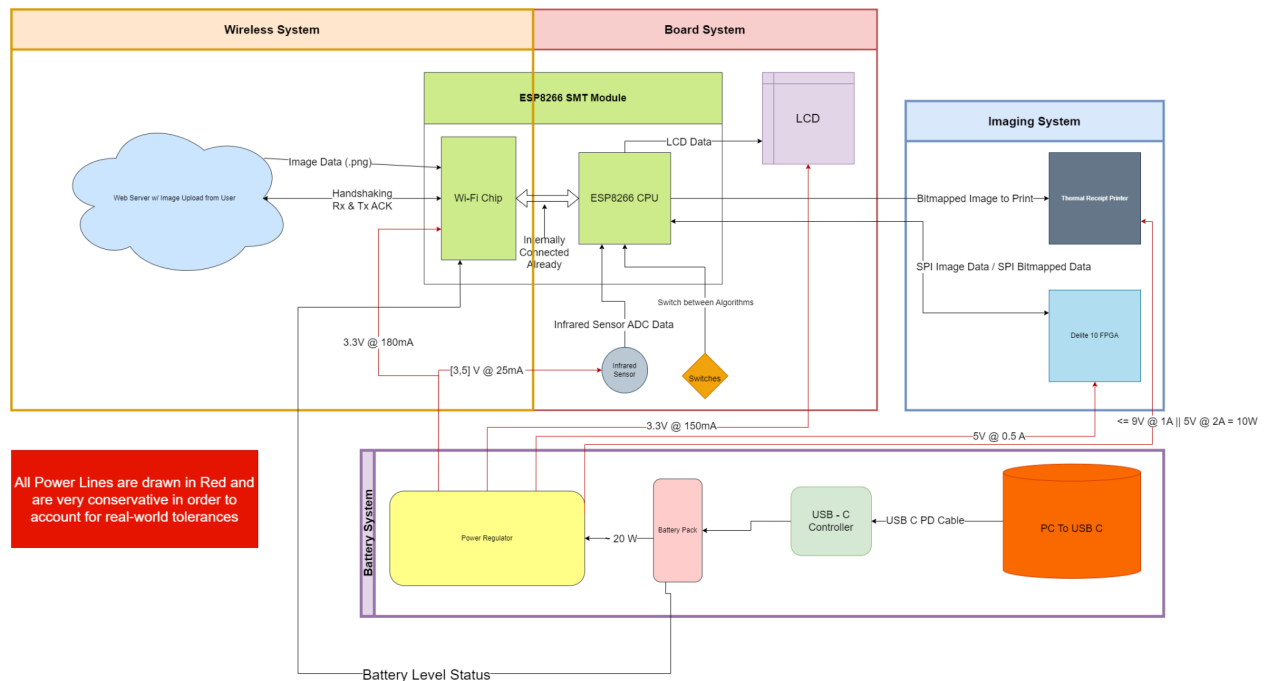 Wireless System
Board System
ESP8266 SMT Module
LCD
Imaging System
LCD Data
Image Data (.png)
Web Server w/ Image Upload from User
Handshaking
Rx & Tx ACK
Wi-Fi Chip
ESP8266 CPU
Bitmapped Image to Print
Thermal Receipt Printer
Internally
Connected
Already
SPI Image Data / SPI Bitmapped Data
Switch between Algorithms
Infrared Sensor ADC Data
3.3V @ 180mA
Delite 10 FPGA
[3,5] V @ 25mA
Infrared
Sensor
Switches
<= 9V @ 1A || 5V @ 2A = 10W
3.3V @ 150mA
5V @ 0.5 A
All Power Lines are drawn in Red and
are very conservative in order to
account for real-world tolerances
Battery System
Power Regulator
~ 20 W
Battery Pack
USB - C
Controller
USB C PD Cable
PC To USB C
Battery Level Status